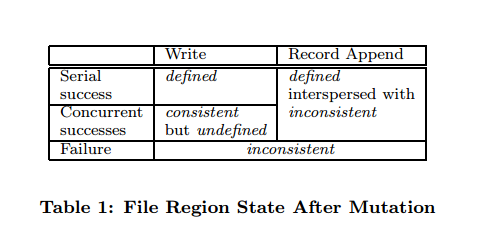 Write Record Append
Serial defined defined
success interspersed with
Concurrent consistent inconsistent
successes but undefined
Failure inconsistent
Table 1: File Region State After Mutation